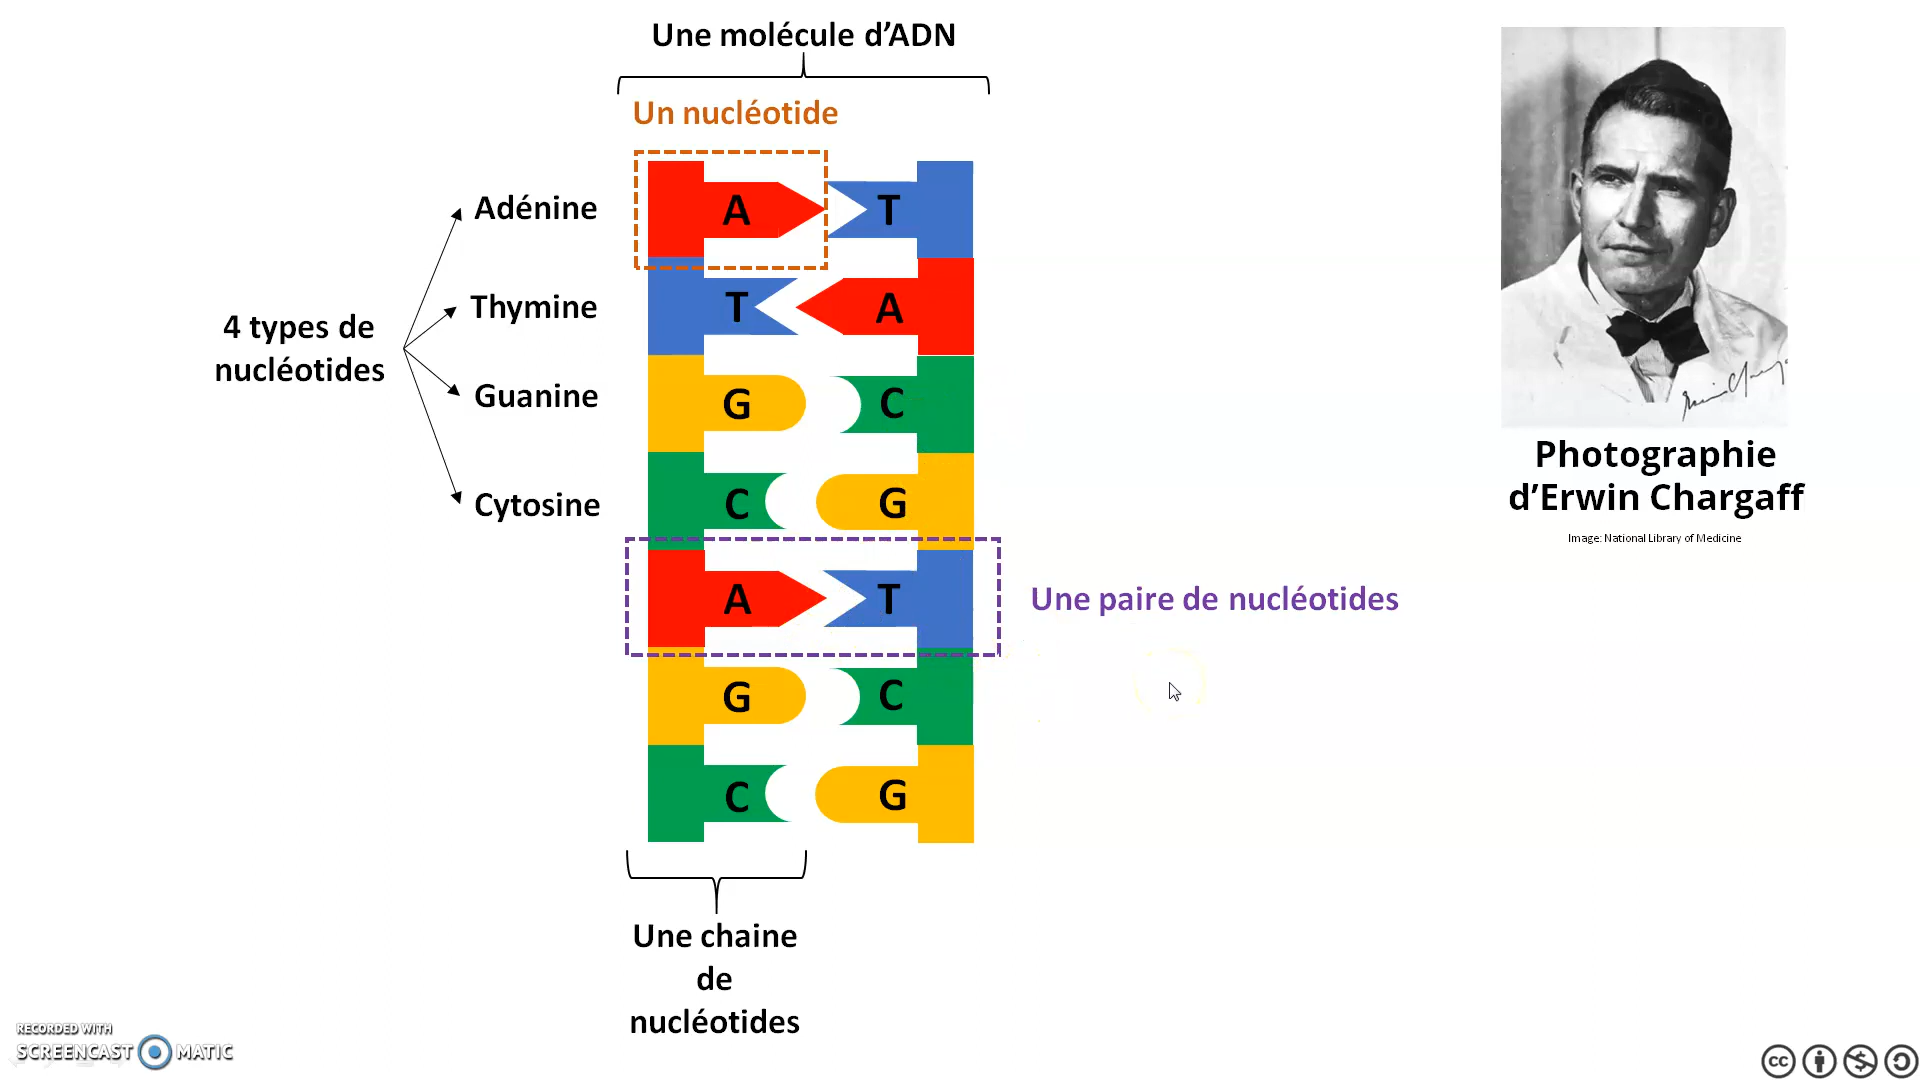 Une molécule d’ADN
Un nucléotide
A T
T A
G C
C G
A T
G C
C G
4 types de
nucléotides
Adénine
Thymine
Guanine
Cytosine
Une paire de nucléotides
Une chaine
de
nucléotides
Photographie
d’Erwin Chargaff
Image: National Library of Medicine
RECORDED WITH
SCREENCAST MATIC
cc